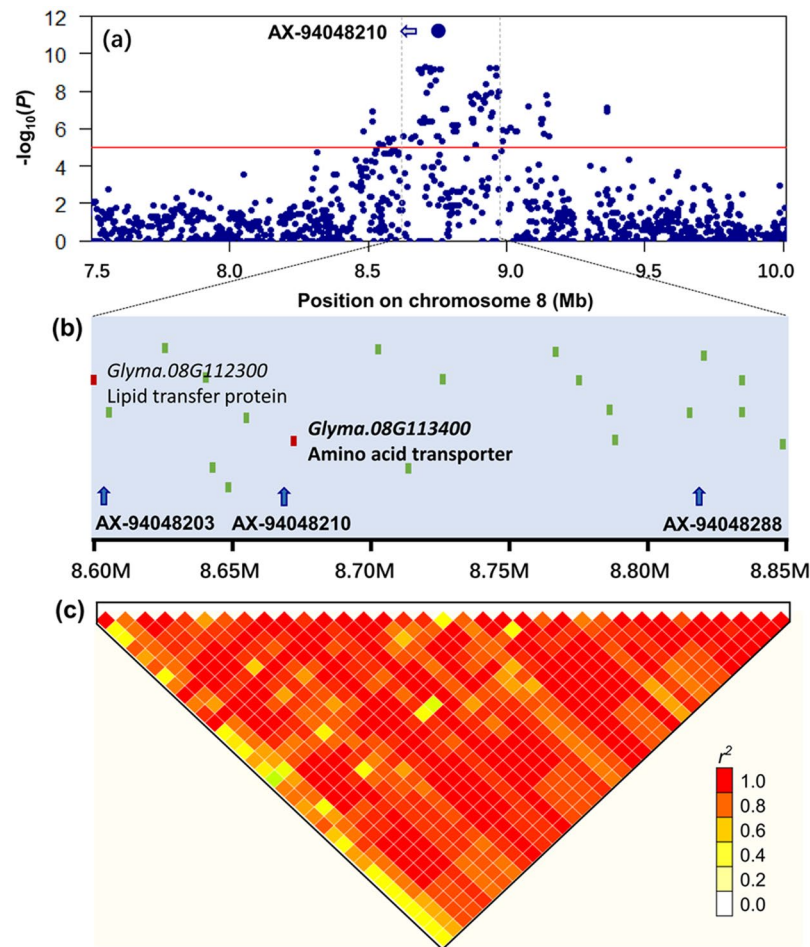 (a)
AX-94048210
-log10(P)
12
10
8
6
4
2
0
7.5 8.0 8.5 9.0 9.5 10.0
Position on chromosome 8 (Mb)
(b)
Glyma.08G112300
Lipid transfer protein
Glyma.08G113400
Amino acid transporter
AX-94048203 AX-94048210 AX-94048288
8.60M 8.65M 8.70M 8.75M 8.80M 8.85M
(c)
r2
1.0
0.8
0.6
0.4
0.2
0.0